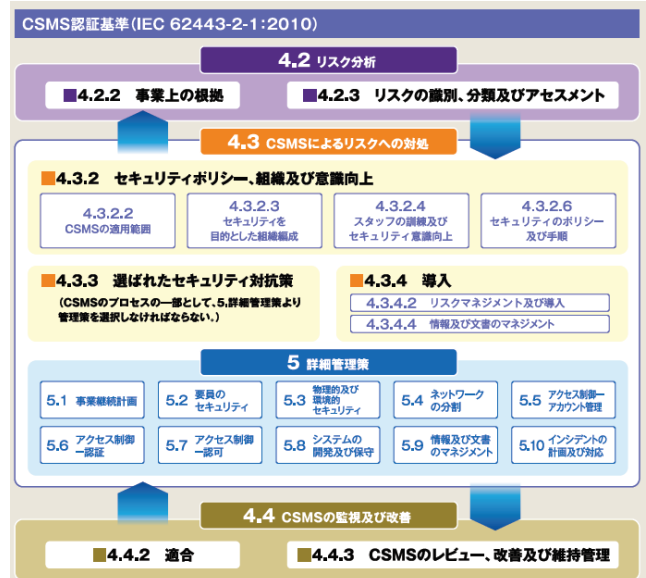 CSMS認証基準(IEC 62443-2-1:2010)
4.2 リスク分析
■4.2.2 事業上の根拠
■4.2.3 リスクの識別、分類及びアセスメント
4.3 CSMSによるリスクへの対処
■4.3.2 セキュリティポリシー、組織及び意識向上
4.3.2.2
CSMSの適用範囲
4.3.2.3
セキュリティを
目的とした組織編成
4.3.2.4
スタッフの訓練及び
セキュリティ意識向上
4.3.2.6
セキュリティのポリシー
及び手順
■4.3.3 選ばれたセキュリティ対抗策
(CSMSのプロセスの一部として、5.詳細管理策より
管理策を選択しなければならない。)
■4.3.4 導入
4.3.4.2 リスクマネジメント及び導入
4.3.4.4 情報及び文書のマネジメント
5 詳細管理策
5.1 事業継続計画
5.2 要員の
セキュリティ
5.3 物理的及び
環境的
セキュリティ
5.4 ネットワーク
の分割
5.5 アクセス制御ー
アカウント管理
5.6 アクセス制御
ー認証
5.7 アクセス制御
ー認可
5.8 システムの
開発及び保守
5.9 情報及び文書
のマネジメント
5.10 インシデントの
計画及び対応
4.4 CSMSの監視及び改善
■4.4.2 適合
■4.4.3 CSMSのレビュー、改善及び維持管理